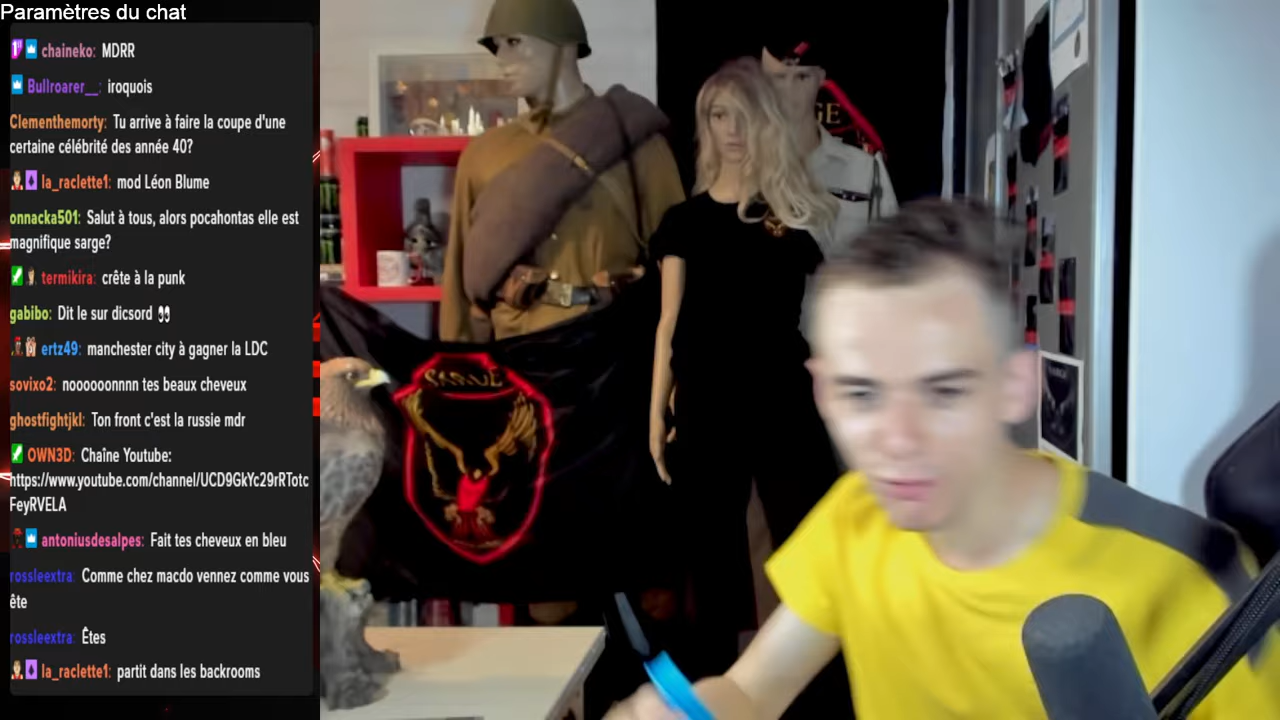 Paramètres du chat
chaineko: MDRR
Bullroarer__: iroquois
Clementhemorty: Tu arrive à faire la coupe d'une
certaine célébrité des année 40?
la_raclette1: mod Léon Blume
onnacka501: Salut à tous, alors pocahontas elle est
magnifique sarge?
termikira: crête à la punk
gabibo: Dit le sur dicsord 👀
ertz49: manchester city à gagner la LDC
sovixo2: noooooonnnn tes beaux cheveux
ghostfightjkl: Ton front c'est la russie mdr
OWN3D: Chaîne Youtube:
https://www.youtube.com/channel/UCD9GkYc29rRTotc
FeyRVELA
antoniusdesalpes: Fait tes cheveux en bleu
rossleextra: Comme chez macdo vennez comme vous
ête
rossleextra: Êtes
la_raclette1: partit dans les backrooms
GE
SARGE